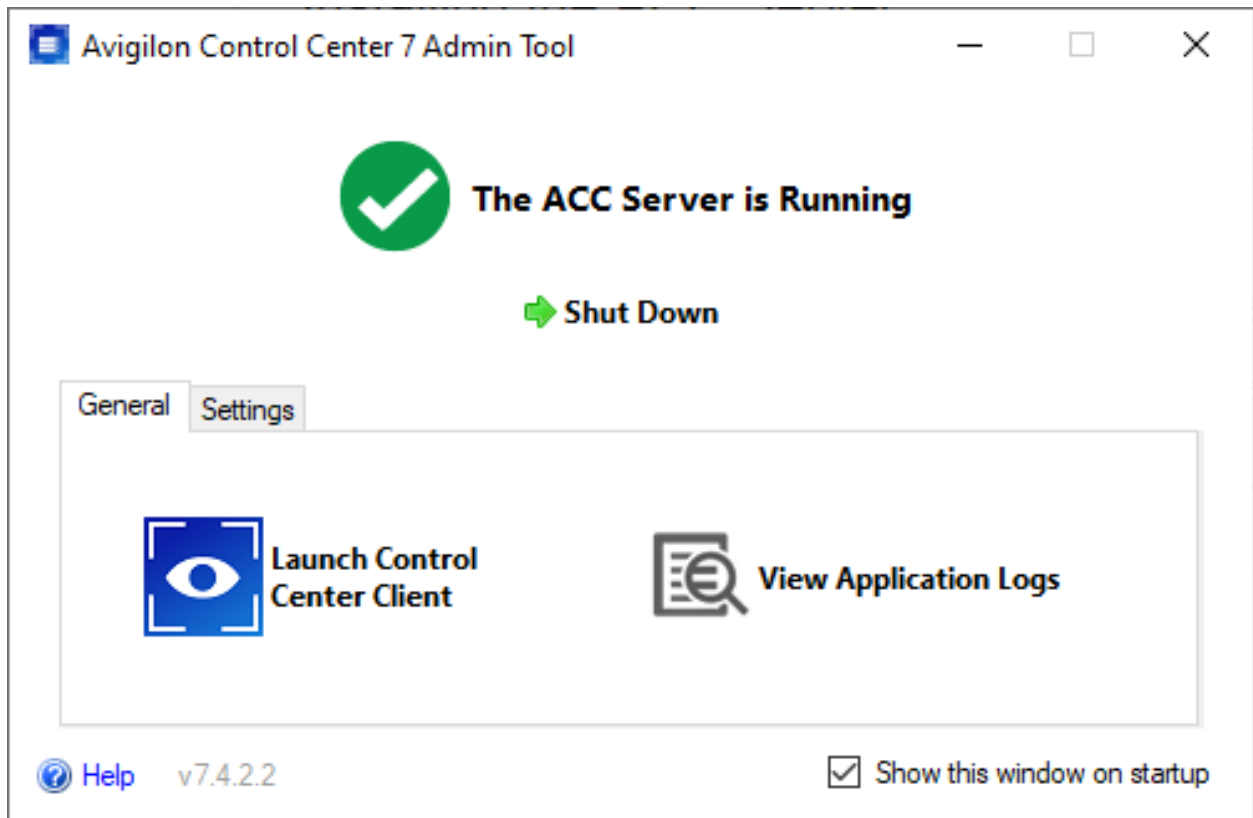 Avigilon Control Center 7 Admin Tool
The ACC Server is Running
Shut Down
General
Settings
Launch Control
Center Client
View Application Logs
Help
v7.4.2.2
Show this window on startup